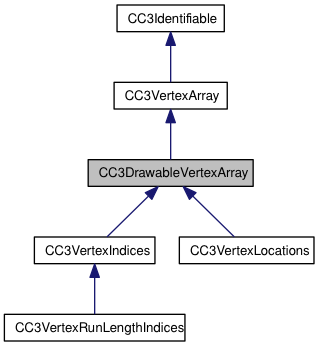 CC3Identifiable
CC3VertexArray
CC3DrawableVertexArray
CC3VertexIndices
CC3VertexLocations
CC3VertexRunLengthIndices